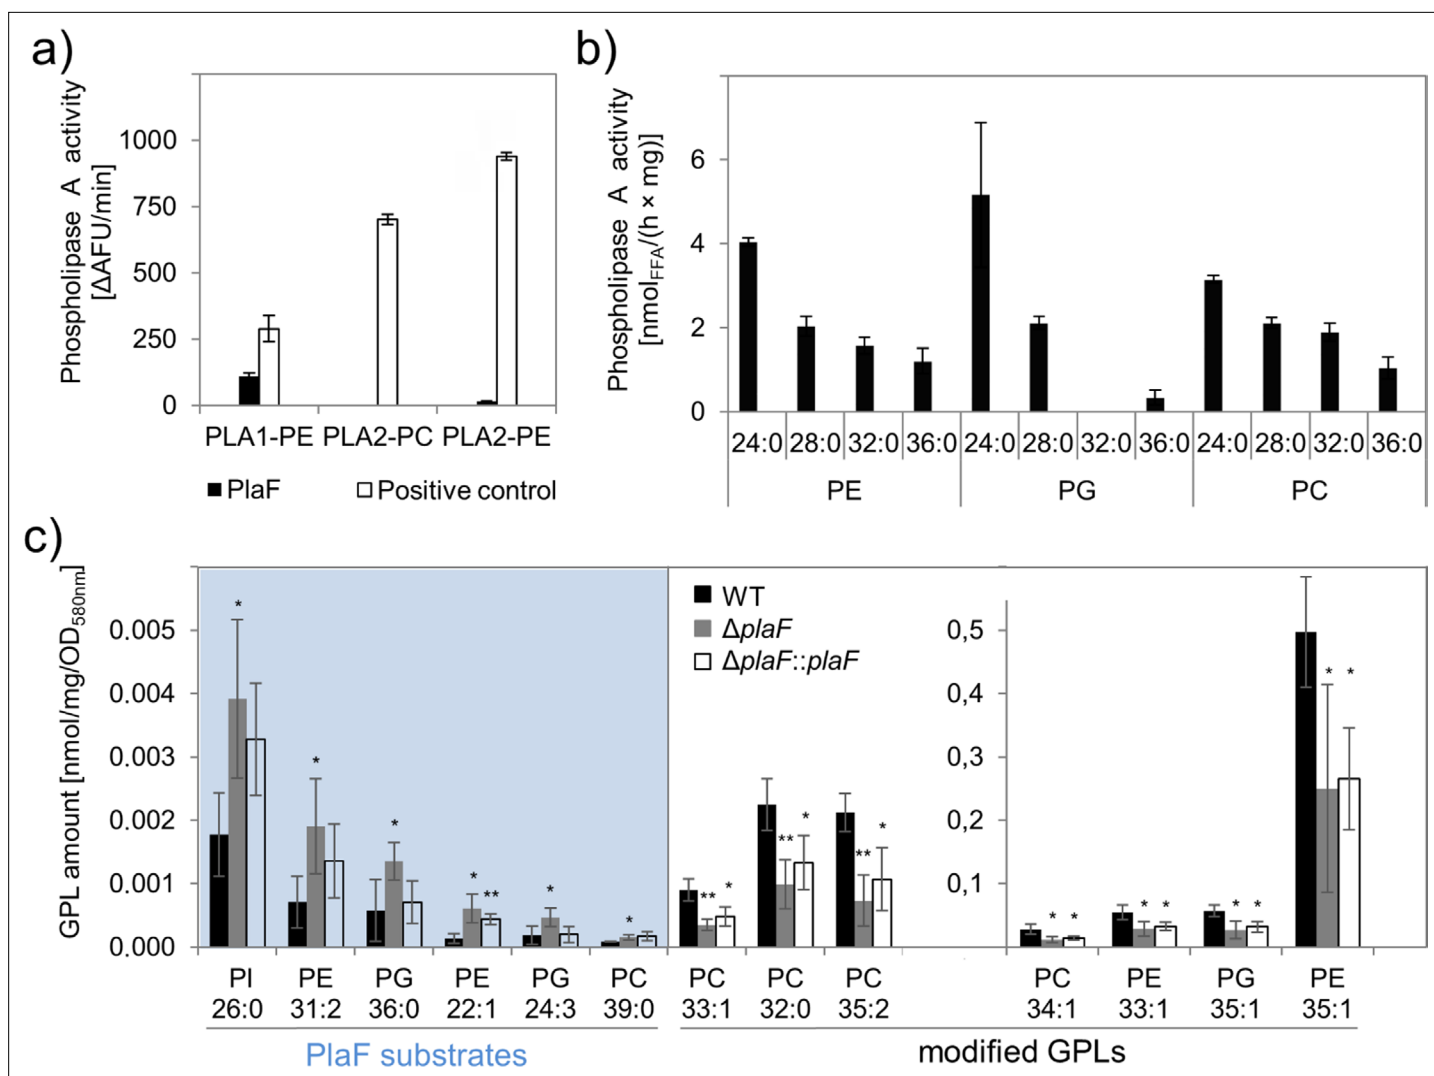 a)
Phospholipase A activity
[ΔAFU/min]
1000
750
500
250
0
PLA1-PE PLA2-PC PLA2-PE
PlaF Positive control
b)
Phospholipase A activity
[nmolFFA/(h × mg)]
6
4
2
0
24:0 28:0 32:0 36:0 24:0 28:0 32:0 36:0 24:0 28:0 32:0 36:0
PE PG PC
c)
GPL amount [nmol/mg/OD580nm]
0.005
0.004
0.003
0.002
0.001
0.000
* * * * ** * *
WT
ΔplaF
ΔplaF::plaF
** * ** * ** *
0,5
0,4
0,3
0,2
0,1
* * * * * * * *
PI PE PG PE PG PC PC PC PC PC PE PG PE
26:0 31:2 36:0 22:1 24:3 39:0 33:1 32:0 35:2 34:1 33:1 35:1 35:1
PlaF substrates modified GPLs